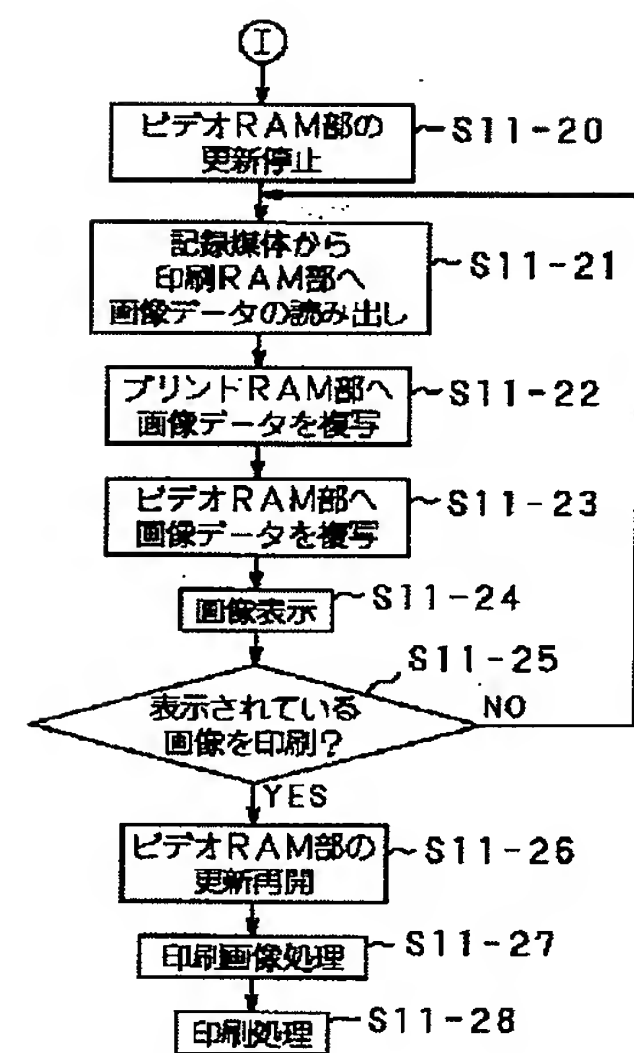 I
ビデオRAM部の
更新停止
~S11-20
記録媒体から
印刷RAM部へ
画像データの読み出し
~S11-21
プリンドRAM部へ
画像データを複写
~S11-22
ビデオRAM部へ
画像データを複写
~S11-23
画像表示
~S11-24
S11-25
表示されている
画像を印刷?
NO
YES
ビデオRAM部の
更新再開
~S11-26
印刷画像処理
~S11-27
印刷処理
~S11-28